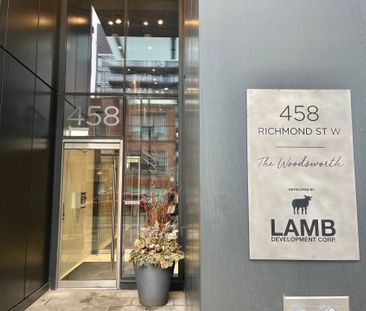 458
458
RICHMOND ST W
The Woodsworth
DEVELOPED BY
LAMB
DEVELOPMENT CORP.